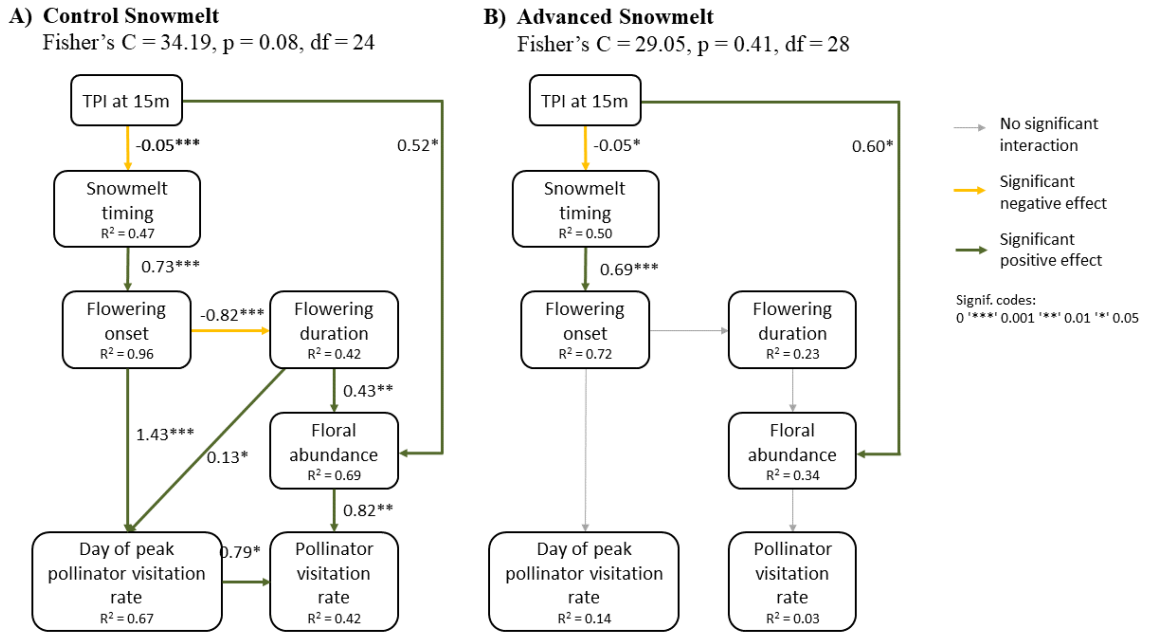 A) Control Snowmelt
Fisher's C = 34.19, p = 0.08, df = 24
TPI at 15m
-0.05***
0.52*
Snowmelt
timing
R² = 0.47
0.73***
Flowering
onset
R² = 0.96
-0.82***
Flowering
duration
R² = 0.42
0.43**
1.43***
0.13*
Floral
abundance
R² = 0.69
0.82**
Day of peak
pollinator visitation
rate
R² = 0.67
0.79*
Pollinator
visitation
rate
R² = 0.42
B) Advanced Snowmelt
Fisher's C = 29.05, p = 0.41, df = 28
TPI at 15m
-0.05*
0.60*
Snowmelt
timing
R² = 0.50
0.69***
Flowering
onset
R² = 0.72
Flowering
duration
R² = 0.23
Floral
abundance
R² = 0.34
Day of peak
pollinator visitation
rate
R² = 0.14
Pollinator
visitation
rate
R² = 0.03
No significant
interaction
Significant
negative effect
Significant
positive effect
Signif. codes:
0 '***' 0.001 '**' 0.01 '*' 0.05